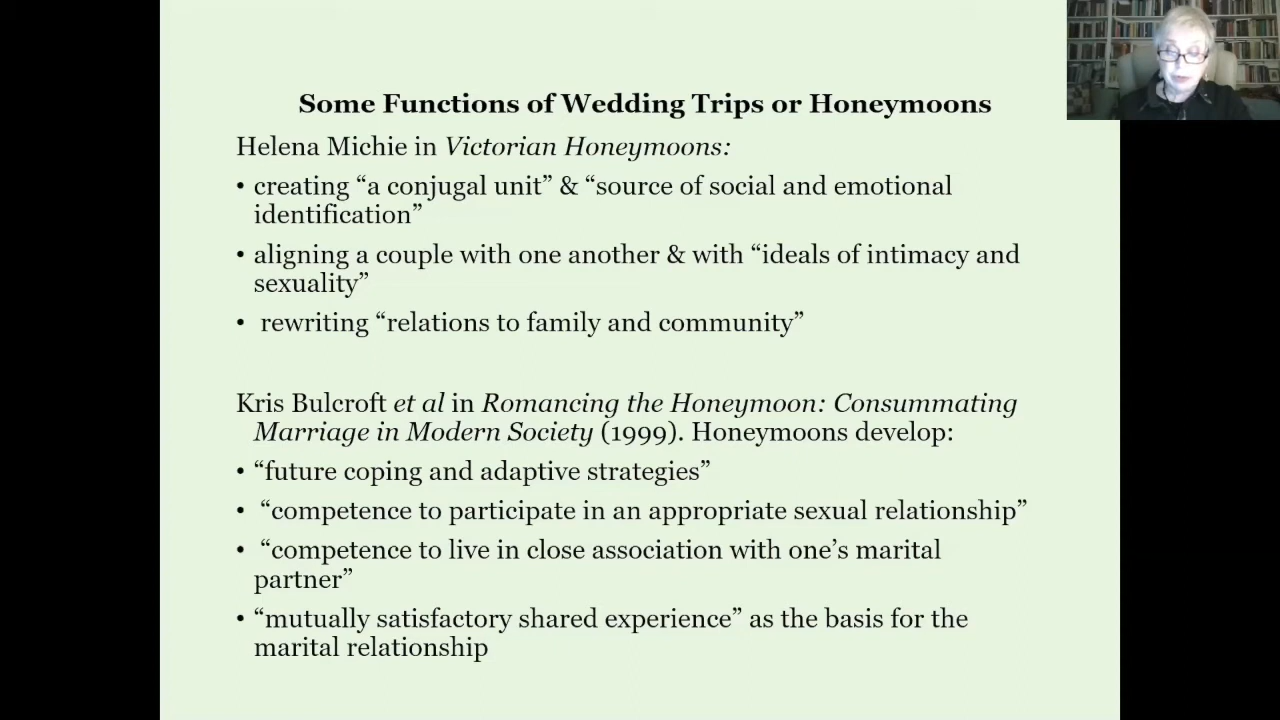 Some Functions of Wedding Trips or Honeymoons
Helena Michie in Victorian Honeymoons:
• creating “a conjugal unit” & “source of social and emotional
identification”
• aligning a couple with one another & with “ideals of intimacy and
sexuality”
• rewriting “relations to family and community”
Kris Bulcroft et al in Romancing the Honeymoon: Consummating
Marriage in Modern Society (1999). Honeymoons develop:
• “future coping and adaptive strategies”
• “competence to participate in an appropriate sexual relationship”
• “competence to live in close association with one’s marital
partner”
• “mutually satisfactory shared experience” as the basis for the
marital relationship